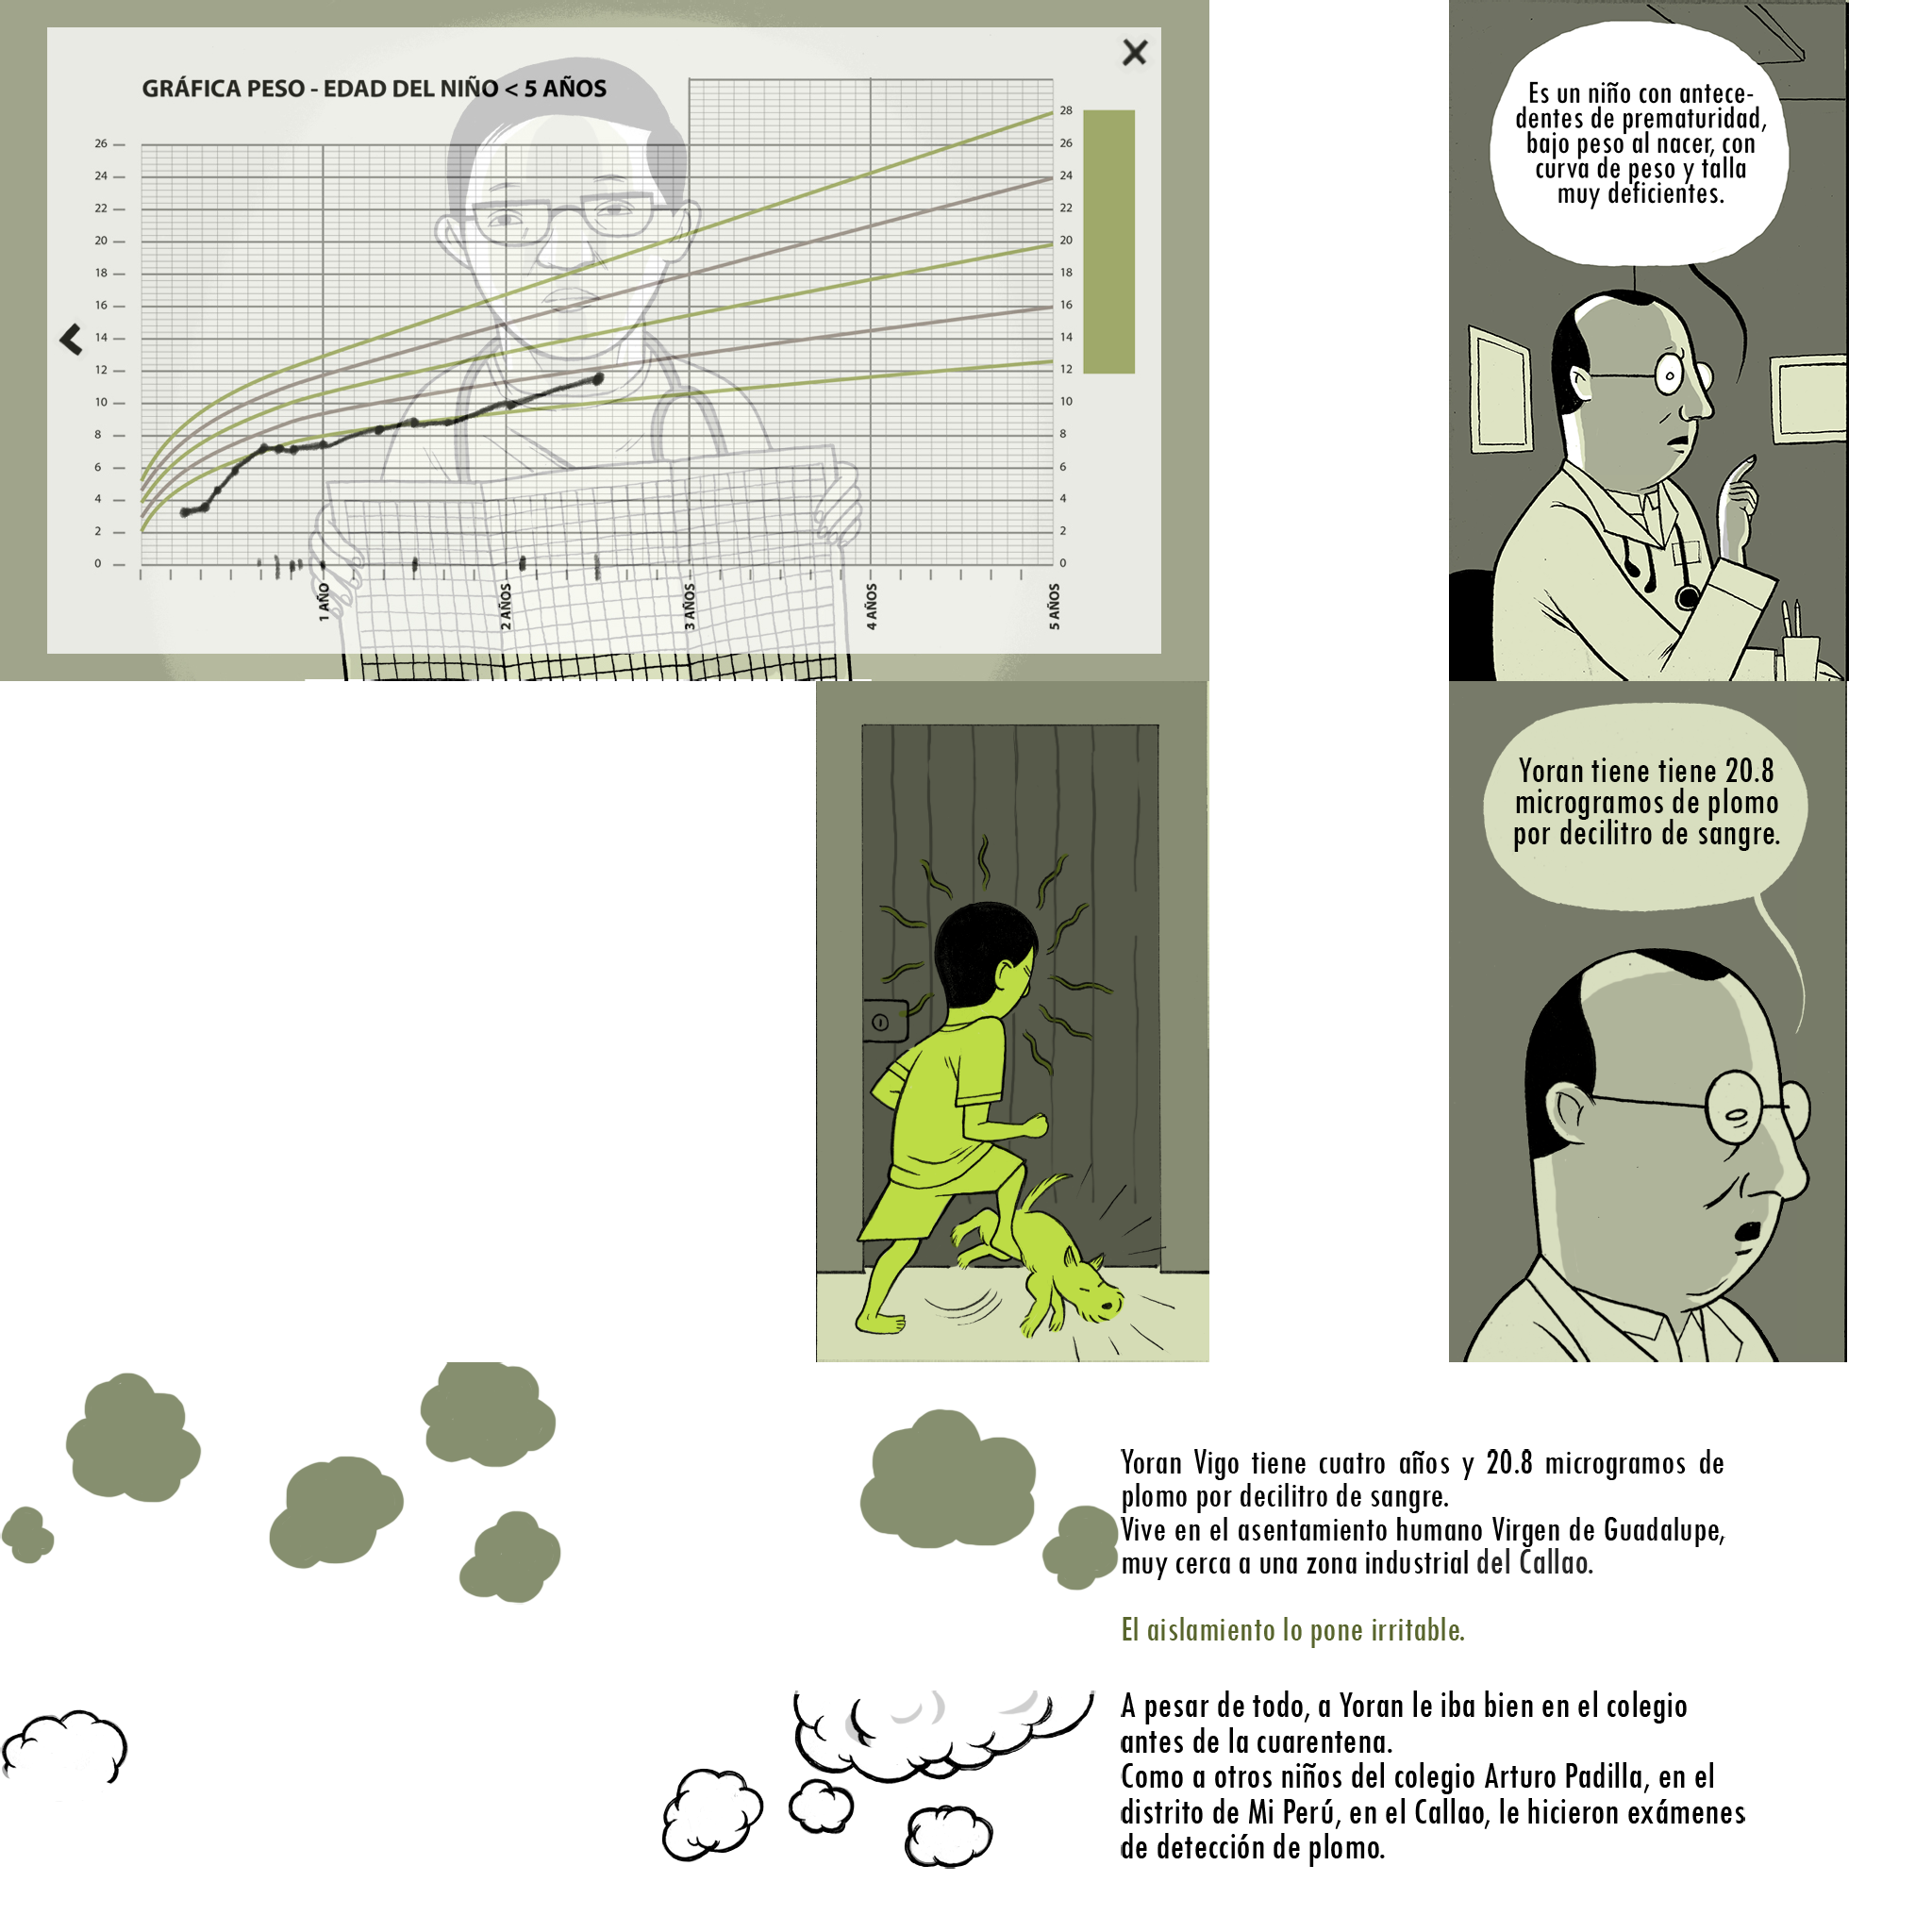 GRÁFICA PESO - EDAD DEL NIÑO < 5 AÑOS
28
26
26
24
24
22
22
20
20
18
18
16
16
14
14
12
12
10
10
8
8
6
6
4
4
2
2
0
0
1 AÑO
2 AÑOS
3 AÑOS
4 AÑOS
5 AÑOS
Es un niño con antece-
dentes de prematuridad,
bajo peso al nacer, con
curva de peso y talla
muy deficientes.
Yoran tiene tiene 20.8
microgramos de plomo
por decilitro de sangre.
Yoran Vigo tiene cuatro años y 20.8 microgramos de
plomo por decilitro de sangre.
Vive en el asentamiento humano Virgen de Guadalupe,
muy cerca a una zona industrial del Callao.
El aislamiento lo pone irritable.
A pesar de todo, a Yoran le iba bien en el colegio
antes de la cuarentena.
Como a otros niños del colegio Arturo Padilla, en el
distrito de Mi Perú, en el Callao, le hicieron exámenes
de detección de plomo.